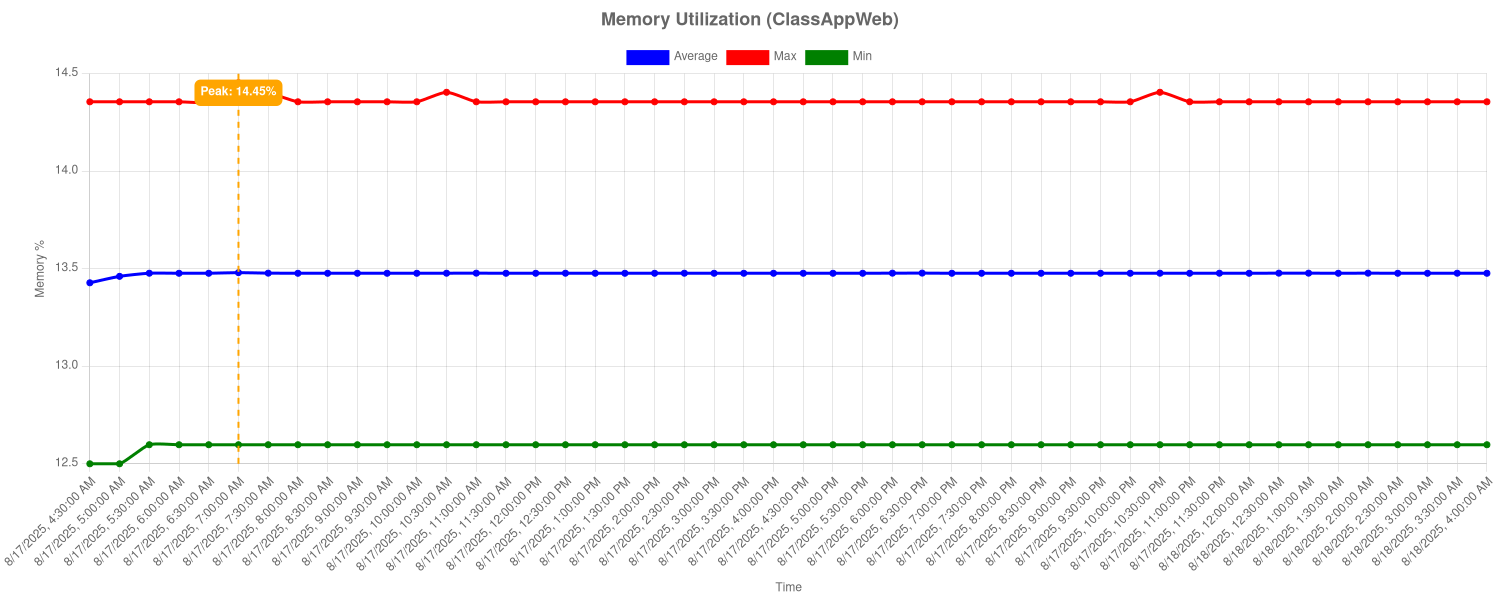 Memory Utilization (ClassAppWeb)
Average Max Min
14.5
Peak: 14.45%
14.0
13.5
Memory %
13.0
12.5
8/17/2025, 4:30:00 AM
8/17/2025, 5:00:00 AM
8/17/2025, 5:30:00 AM
8/17/2025, 6:00:00 AM
8/17/2025, 6:30:00 AM
8/17/2025, 7:00:00 AM
8/17/2025, 7:30:00 AM
8/17/2025, 8:00:00 AM
8/17/2025, 8:30:00 AM
8/17/2025, 9:00:00 AM
8/17/2025, 9:30:00 AM
8/17/2025, 10:00:00 AM
8/17/2025, 10:30:00 AM
8/17/2025, 11:00:00 AM
8/17/2025, 11:30:00 AM
8/17/2025, 12:00:00 PM
8/17/2025, 12:30:00 PM
8/17/2025, 1:00:00 PM
8/17/2025, 1:30:00 PM
8/17/2025, 2:00:00 PM
8/17/2025, 2:30:00 PM
8/17/2025, 3:00:00 PM
8/17/2025, 3:30:00 PM
8/17/2025, 4:00:00 PM
8/17/2025, 4:30:00 PM
8/17/2025, 5:00:00 PM
8/17/2025, 5:30:00 PM
8/17/2025, 6:00:00 PM
8/17/2025, 6:30:00 PM
8/17/2025, 7:00:00 PM
8/17/2025, 7:30:00 PM
8/17/2025, 8:00:00 PM
8/17/2025, 8:30:00 PM
8/17/2025, 9:00:00 PM
8/17/2025, 9:30:00 PM
8/17/2025, 10:00:00 PM
8/17/2025, 10:30:00 PM
8/17/2025, 11:00:00 PM
8/17/2025, 11:30:00 PM
8/18/2025, 12:00:00 AM
8/18/2025, 12:30:00 AM
8/18/2025, 1:00:00 AM
8/18/2025, 1:30:00 AM
8/18/2025, 2:00:00 AM
8/18/2025, 2:30:00 AM
8/18/2025, 3:00:00 AM
8/18/2025, 3:30:00 AM
8/18/2025, 4:00:00 AM
Time